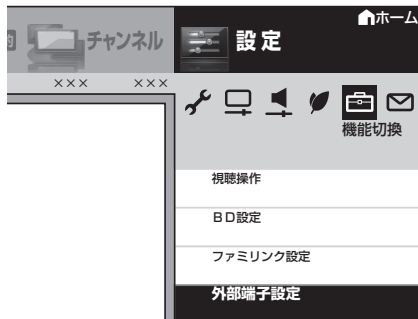 ホーム
チャンネル
設定
××× ×××
機能切換
視聴操作
BD設定
ファミリンク設定
外部端子設定